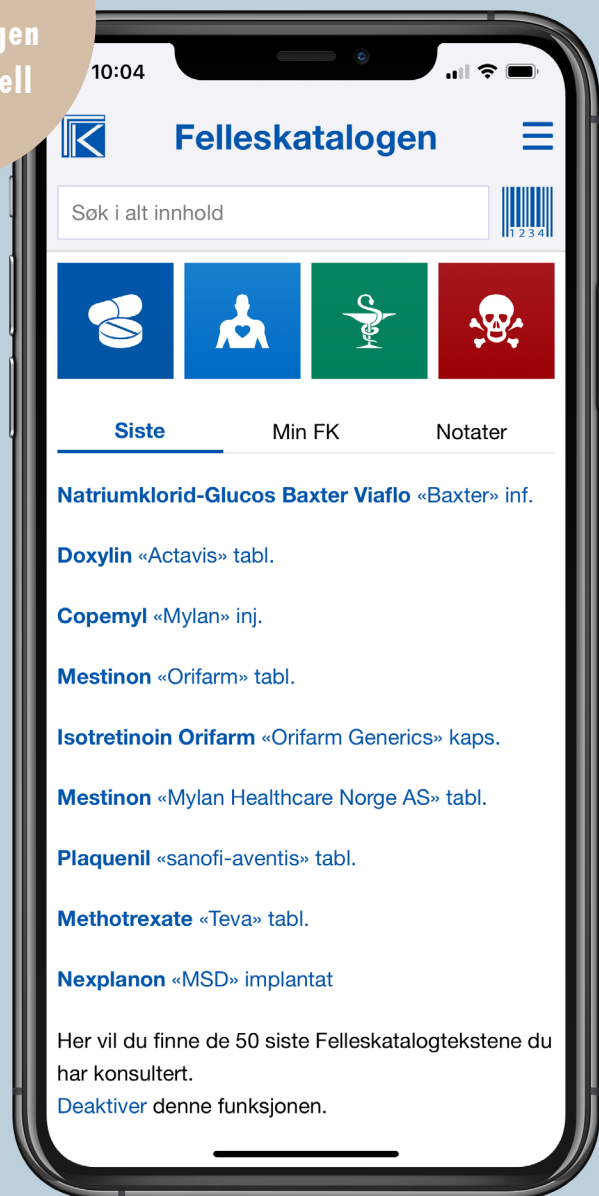 10:04
Felleskatalogen
Søk i alt innhold
1234
Siste Min FK Notater
Natriumklorid-Glucos Baxter Viaflo «Baxter» inf.
Doxylin «Actavis» tabl.
Copemyl «Mylan» inj.
Mestinon «Orifarm» tabl.
Isotretinoin Orifarm «Orifarm Generics» kaps.
Mestinon «Mylan Healthcare Norge AS» tabl.
Plaquenil «sanofi-aventis» tabl.
Methotrexate «Teva» tabl.
Nexplanon «MSD» implantat
Her vil du finne de 50 siste Felleskatalogtekstene du
har konsultert.
Deaktiver denne funksjonen.